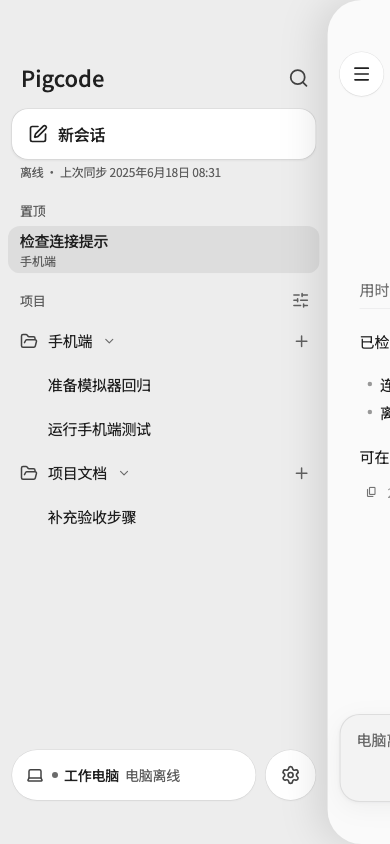 Pigcode
新会话
离线 · 上次同步 2025年6月18日 08:31
置顶
检查连接提示
手机端
项目
手机端
准备模拟器回归
运行手机端测试
项目文档
补充验收步骤
工作电脑 电脑离线
用时
已检
连
离
可在
电脑